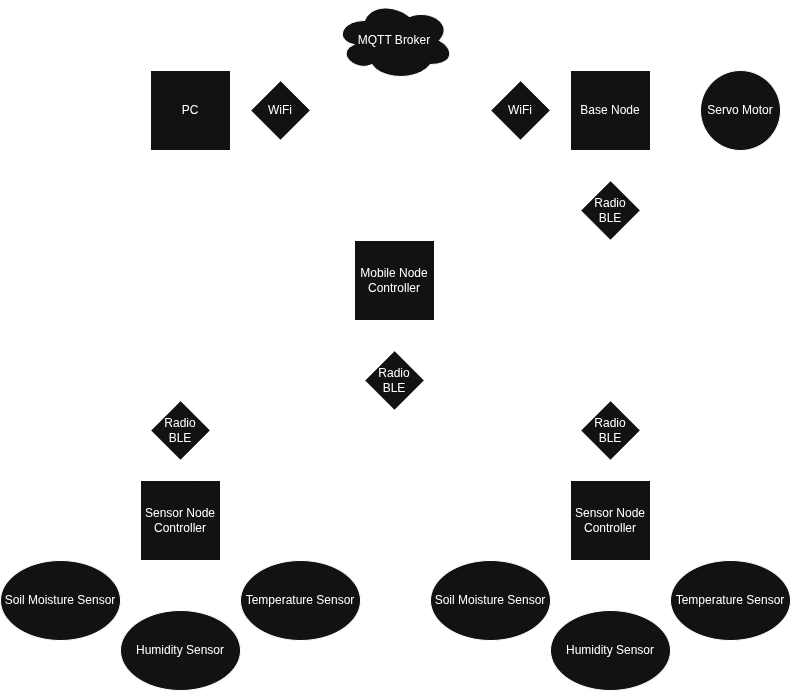 MQTT Broker
PC
WiFi
WiFi
Base Node
Servo Motor
Radio
BLE
Mobile Node
Controller
Radio
BLE
Radio
BLE
Radio
BLE
Sensor Node
Controller
Sensor Node
Controller
Soil Moisture Sensor
Temperature Sensor
Soil Moisture Sensor
Temperature Sensor
Humidity Sensor
Humidity Sensor